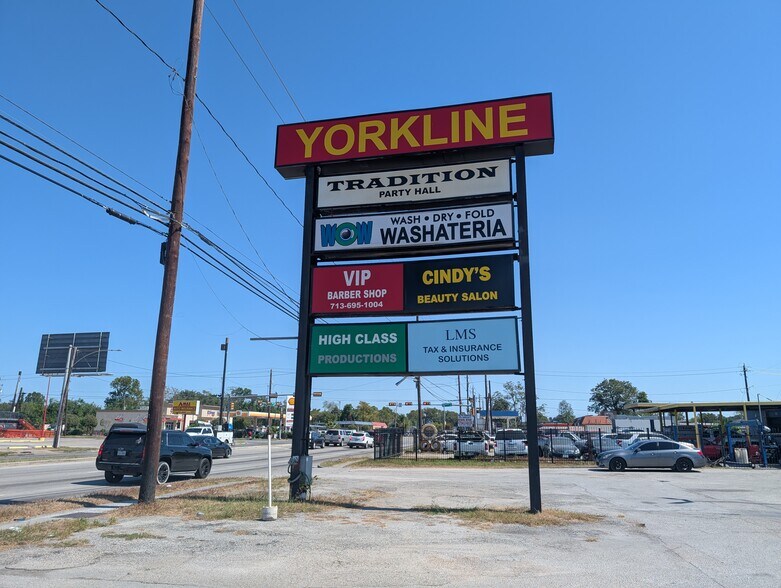 YORKLINE
TRADITION
PARTY HALL
WOW
WASH • DRY • FOLD
WASHATERIA
VIP
BARBER SHOP
713-695-1004
CINDY'S
BEAUTY SALON
HIGH CLASS
PRODUCTIONS
LMS
TAX & INSURANCE
SOLUTIONS